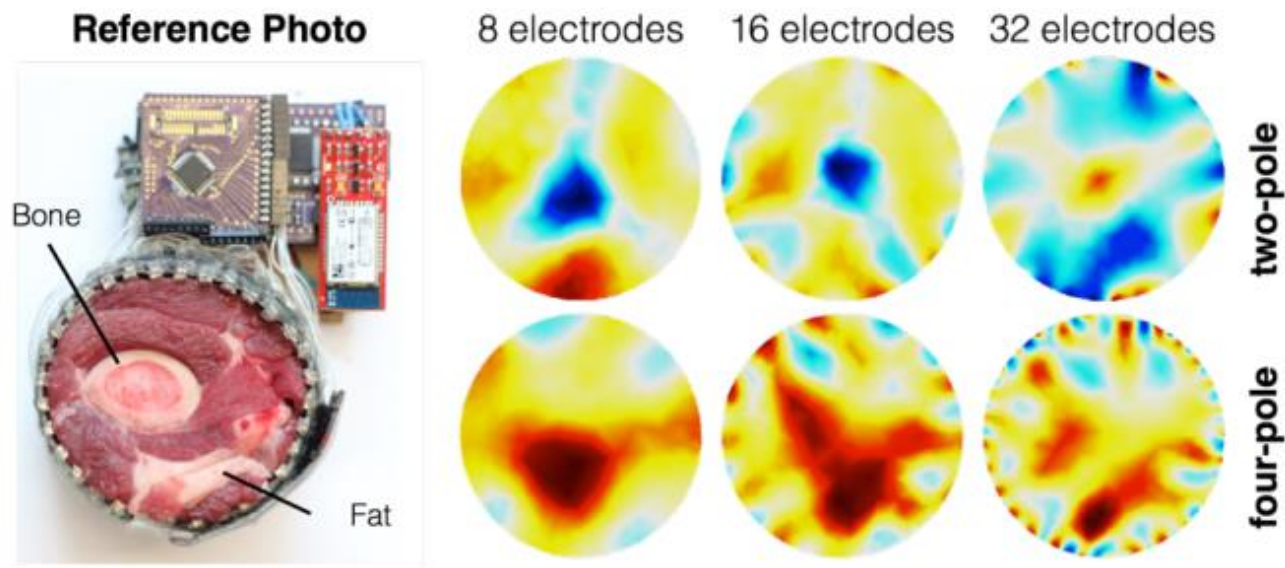 Reference Photo
8 electrodes
16 electrodes
32 electrodes
Bone
Fat
two-pole
four-pole